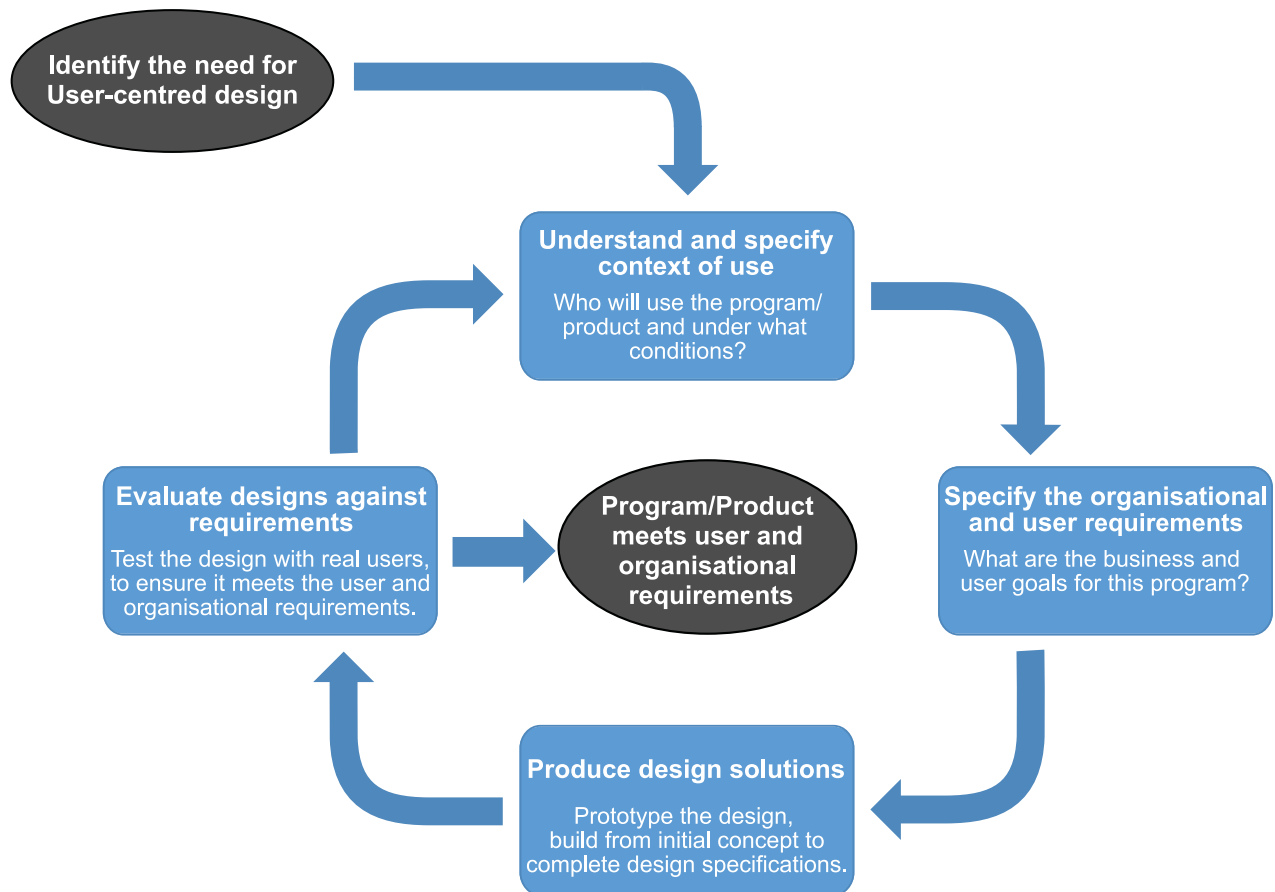 Identify the need for
User-centred design
Understand and specify
context of use
Who will use the program/
product and under what
conditions?
Specify the organisational
and user requirements
What are the business and
user goals for this program?
Produce design solutions
Prototype the design,
build from initial concept to
complete design specifications.
Evaluate designs against
requirements
Test the design with real users,
to ensure it meets the user and
organisational requirements.
Program/Product
meets user and
organisational
requirements